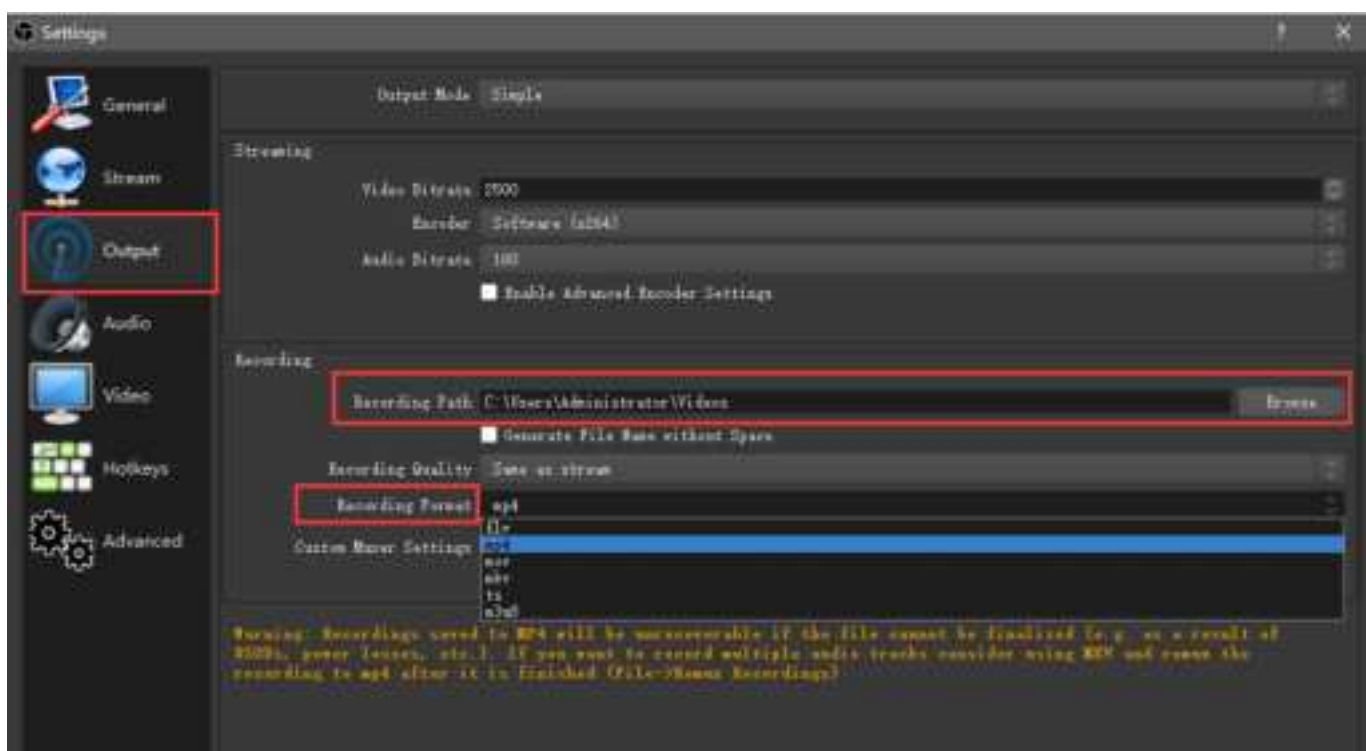 Settings
? ×
General
Stream
Output
Audio
Video
Hotkeys
Advanced
Output Mode Simple
Streaming
Video Bitrate 2500
Encoder Software (x264)
Audio Bitrate 160
Enable Advanced Encoder Settings
Recording
Recording Path C:\Users\Administrator\Videos Browse
Generate File Name without Space
Recording Quality Same as stream
Recording Format mp4
flv
mp4
mov
mkv
ts
m3u8
Custom Muxer Settings
Warning: Recordings saved to MP4 will be unrecoverable if the file cannot be finalized (e.g. as a result of
BSODs, power losses, etc.). If you want to record multiple audio tracks consider using MKV and remux the
recording to mp4 after it is finished (File->Remux Recordings)